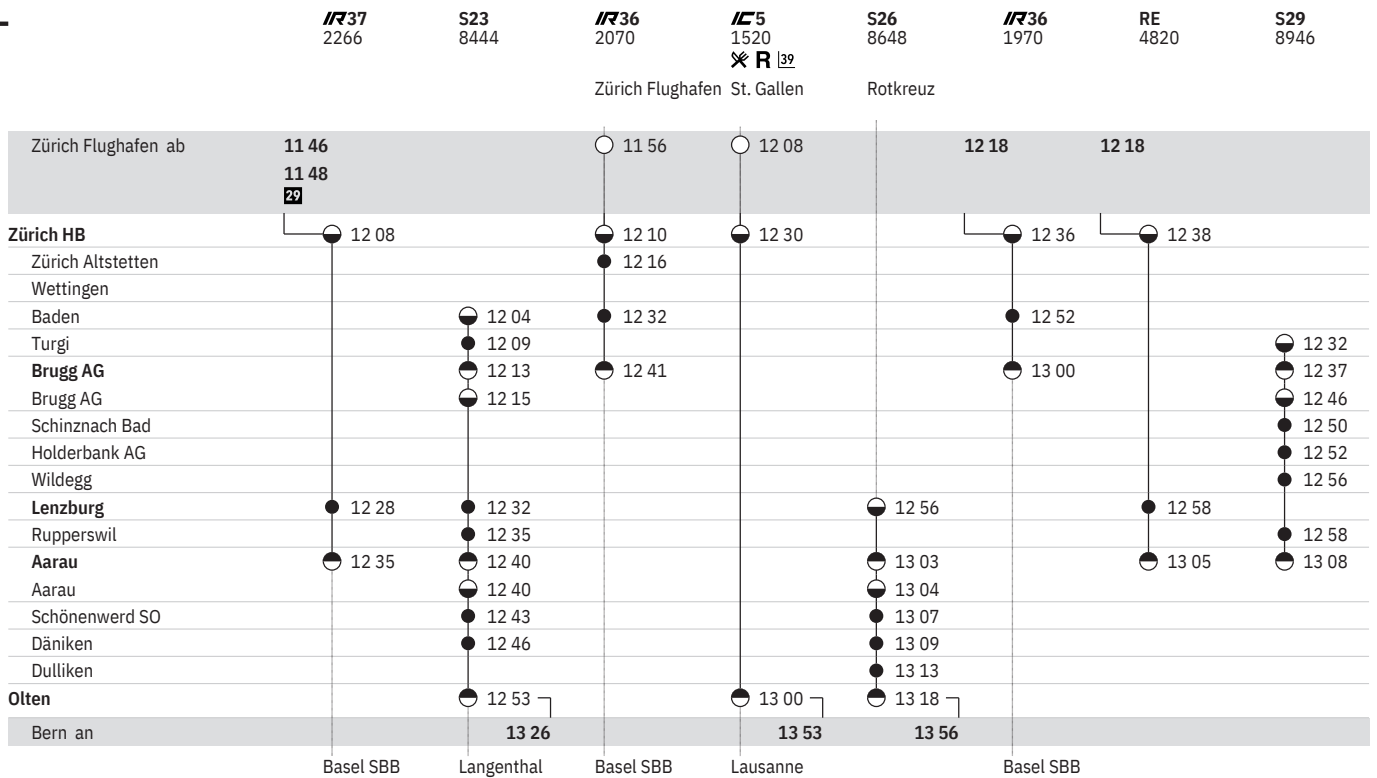 IR37 S23 IR36 IC5 S26 IR36 RE S29
2266 8444 2070 1520 8648 1970 4820 8946
R 39
Zürich Flughafen St. Gallen Rotkreuz
Zürich Flughafen ab 11 46 11 56 12 08 12 18 12 18
11 48
29
Zürich HB 12 08 12 10 12 30 12 36 12 38
Zürich Altstetten 12 16
Wettingen
Baden 12 04 12 32 12 52
Turgi 12 09 12 32
Brugg AG 12 13 12 41 13 00 12 37
Brugg AG 12 15 12 46
Schinznach Bad 12 50
Holderbank AG 12 52
Wildegg 12 56
Lenzburg 12 28 12 32 12 56 12 58
Rupperswil 12 35 12 58
Aarau 12 35 12 40 13 03 13 05 13 08
Aarau 12 40 13 04
Schönenwerd SO 12 43 13 07
Däniken 12 46 13 09
Dulliken 13 13
Olten 12 53 13 00 13 18
Bern an 13 26 13 53 13 56
Basel SBB Langenthal Basel SBB Lausanne Basel SBB